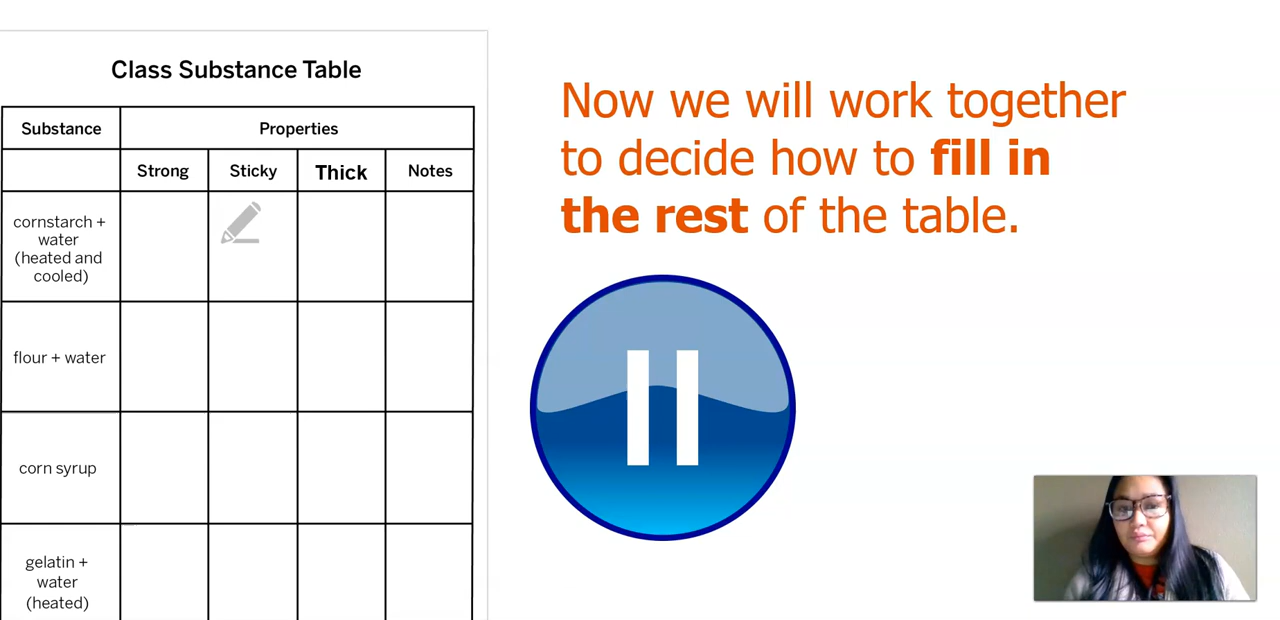 Class Substance Table
Substance
Properties
Strong
Sticky
Thick
Notes
cornstarch +
water
(heated and
cooled)
flour + water
corn syrup
gelatin +
water
(heated)
Now we will work together
to decide how to fill in
the rest of the table.